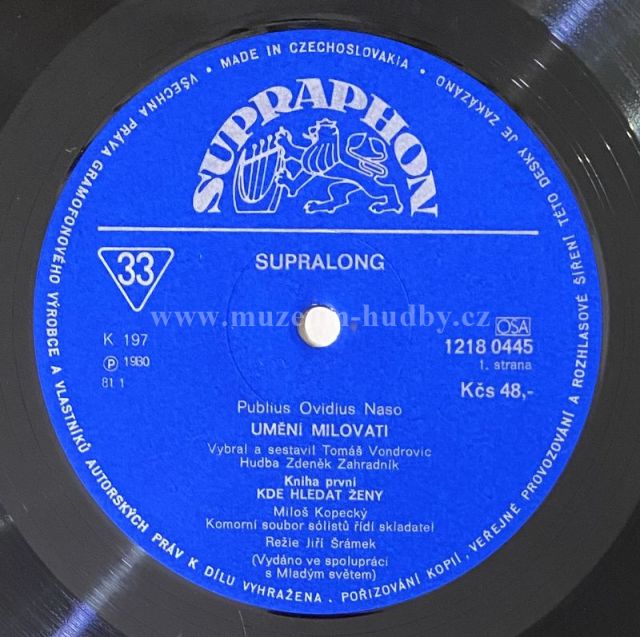 • MADE IN CZECHOSLOVAKIA •
VŠECHNA PRÁVA GRAMOFONOVÉHO VÝROBCE A VLASTNÍKŮ AUTORSKÝCH PRÁV K DÍLU VYHRAŽENA. POŘIZOVÁNÍ KOPIÍ, VEŘEJNÉ PROVOZOVÁNÍ A ROZHLASOVÉ ŠÍŘENÍ TÉTO DESKY JE ZAKÁZÁNO
SUPRAPHON
33
SUPRALONG
www.muzeum-hudby.cz
K 197
OSA
℗ 1980
1218 0445
81 1
1. strana
Kčs 48,-
Publius Ovidius Naso
UMĚNÍ MILOVATI
Vybral a sestavil Tomáš Vondrovic
Hudba Zdeněk Zahradník
Kniha první
KDE HLEDAT ŽENY
Miloš Kopecký
Komorní soubor sólistů řídí skladatel
Režie Jiří Šrámek
(Vydáno ve spolupráci
s Mladým světem)